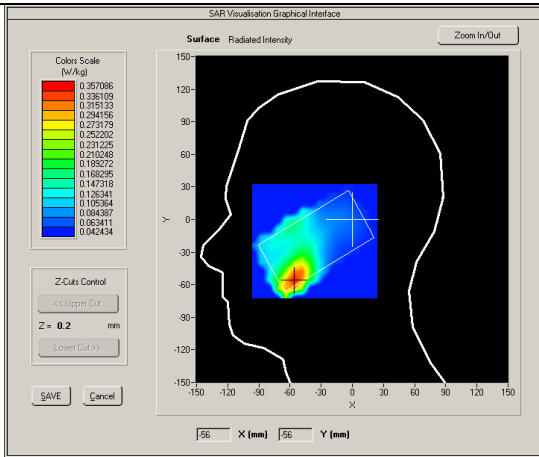 SAR Visualisation Graphical Interface
Surface Radiated Intensity
Zoom In/Out
Colors Scale
(W/kg)
0.357086
0.336109
0.315133
0.294156
0.273179
0.252202
0.231225
0.210248
0.189272
0.168295
0.147318
0.126341
0.105364
0.084387
0.063411
0.042434
Z-Cuts Control
<< Upper Cut
Z = 0.2 mm
Lower Cut >>
SAVE Cancel
150
120
90
60
30
0
-30
-60
-90
-120
-150
Y
-150 -120 -90 -60 -30 0 30 60 90 120 150
X
-56 X (mm) -56 Y (mm)